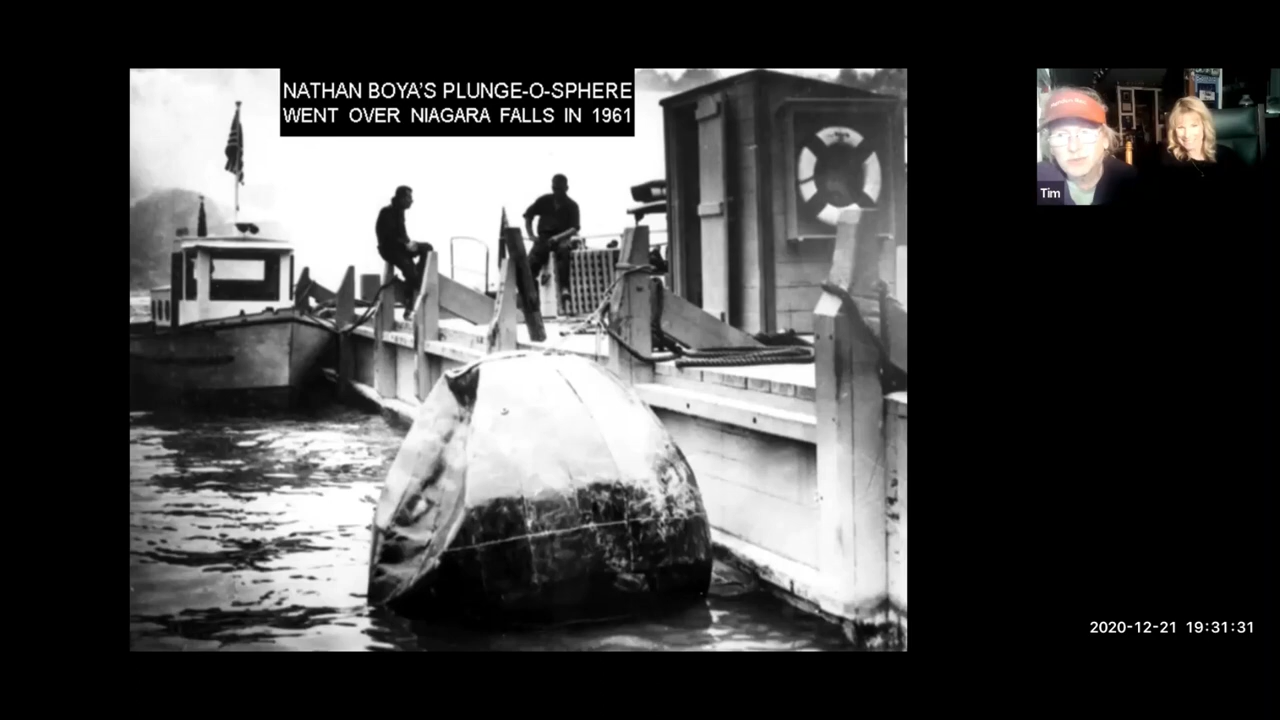 NATHAN BOYA'S PLUNGE-O-SPHERE
WENT OVER NIAGARA FALLS IN 1961
Tim
2020-12-21 19:31:31